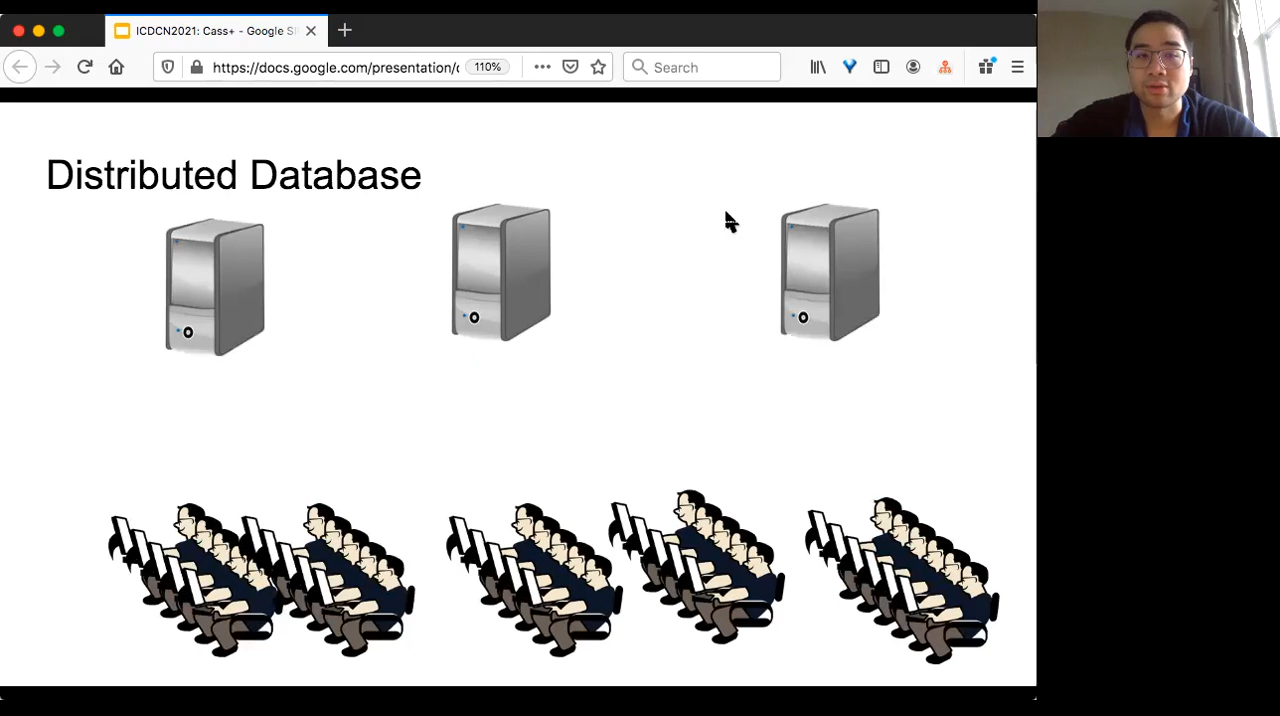 ICDCN2021: Cass+ - Google Sl
https://docs.google.com/presentation/
110%
Search
Distributed Database